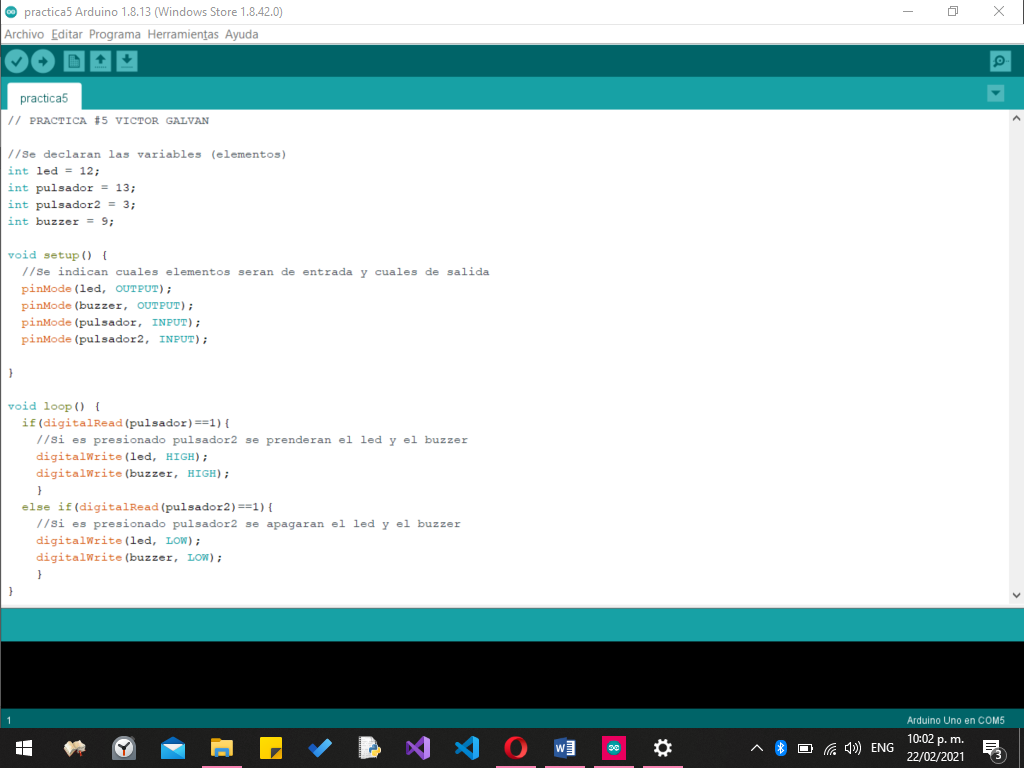 practica5 Arduino 1.8.13 (Windows Store 1.8.42.0)
Archivo Editar Programa Herramientas Ayuda
practica5
// PRACTICA #5 VICTOR GALVAN
//Se declaran las variables (elementos)
int led = 12;
int pulsador = 13;
int pulsador2 = 3;
int buzzer = 9;
void setup() {
//Se indican cuales elementos seran de entrada y cuales de salida
pinMode(led, OUTPUT);
pinMode(buzzer, OUTPUT);
pinMode(pulsador, INPUT);
pinMode(pulsador2, INPUT);
}
void loop() {
if(digitalRead(pulsador)==1){
//Si es presionado pulsador2 se prenderan el led y el buzzer
digitalWrite(led, HIGH);
digitalWrite(buzzer, HIGH);
}
else if(digitalRead(pulsador2)==1){
//Si es presionado pulsador2 se apagaran el led y el buzzer
digitalWrite(led, LOW);
digitalWrite(buzzer, LOW);
}
}
1
Arduino Uno en COM5
ENG
10:02 p. m.
22/02/2021
3